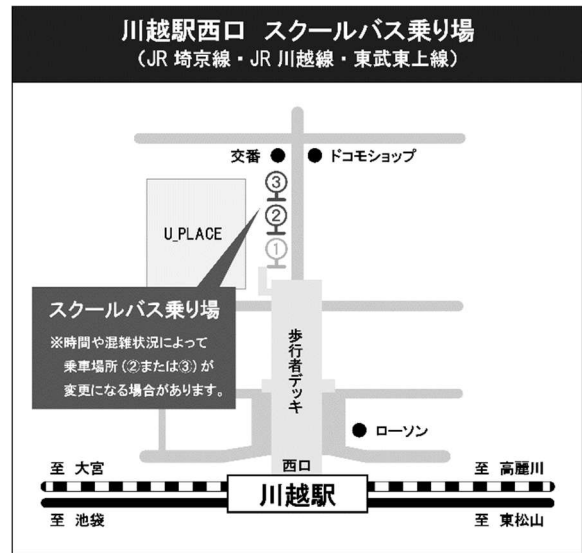 川越駅西口 スクールバス乗り場
(JR 埼京線・JR 川越線・東武東上線)
交番
ドコモショップ
③
②
①
U_PLACE
スクールバス乗り場
※時間や混雑状況によって
乗車場所(②または③)が
変更になる場合があります。
歩行者デッキ
ローソン
西口
至 大宮
至 高麗川
川越駅
至 池袋
至 東松山